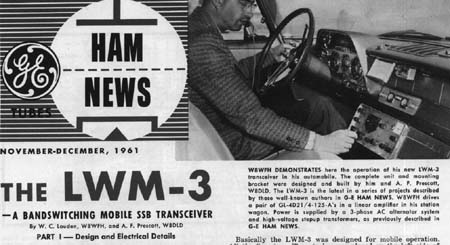 GE
HAM
NEWS
TUBES
NOVEMBER-DECEMBER, 1961
THE LWM-3
—A BANDSWITCHING MOBILE SSB TRANSCEIVER
By W. C. Louden, W8WFH, and A. F. Prescott, W8DLD
PART I — Design and Electrical Details
W8WFH DEMONSTRATES here the operation of his new LWM-3
transceiver in his automobile. The complete unit and mounting
bracket were designed and built by him and A. F. Prescott,
W8DLD. The LWM-3 is the latest in a series of projects described
by these well-known authors in G-E HAM NEWS. W8WFH drives
a pair of GL-4D21/4-125-A's in a linear amplifier in his station
wagon. Power is supplied by a 3-phase AC alternator system
and high-voltage stepup transformers, as previously described in
G-E HAM NEWS.
Basically the LWM-3 was designed for mobile operation.